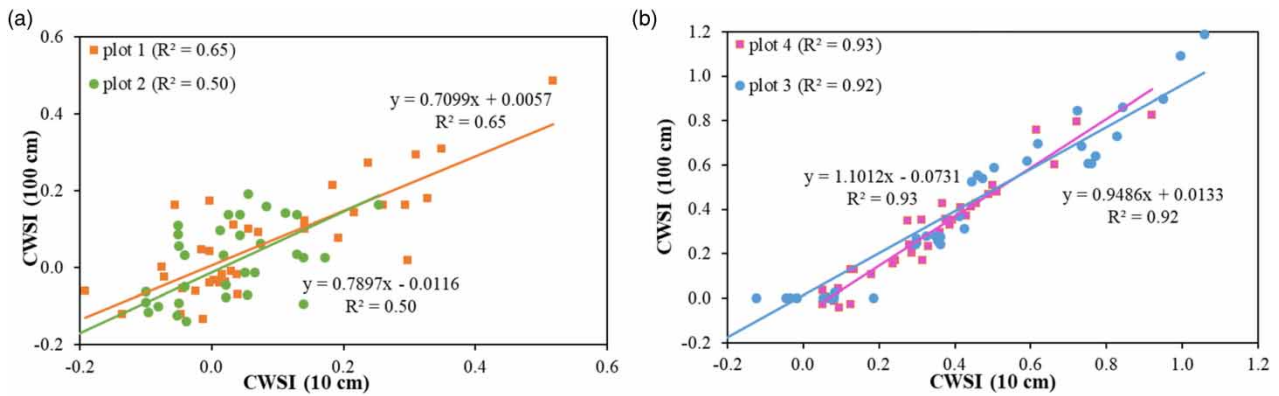 (a)
0.6
0.4
0.2
0.0
-0.2
CWSI (100 cm)
plot 1 (R² = 0.65)
plot 2 (R² = 0.50)
y = 0.7099x + 0.0057
R² = 0.65
y = 0.7897x - 0.0116
R² = 0.50
-0.2 0.0 0.2 0.4 0.6
CWSI (10 cm)
(b)
1.2
1.0
0.8
0.6
0.4
0.2
0.0
-0.2
CWSI (100 cm)
plot 4 (R² = 0.93)
plot 3 (R² = 0.92)
y = 1.1012x - 0.0731
R² = 0.93
y = 0.9486x + 0.0133
R² = 0.92
-0.2 0.0 0.2 0.4 0.6 0.8 1.0 1.2
CWSI (10 cm)